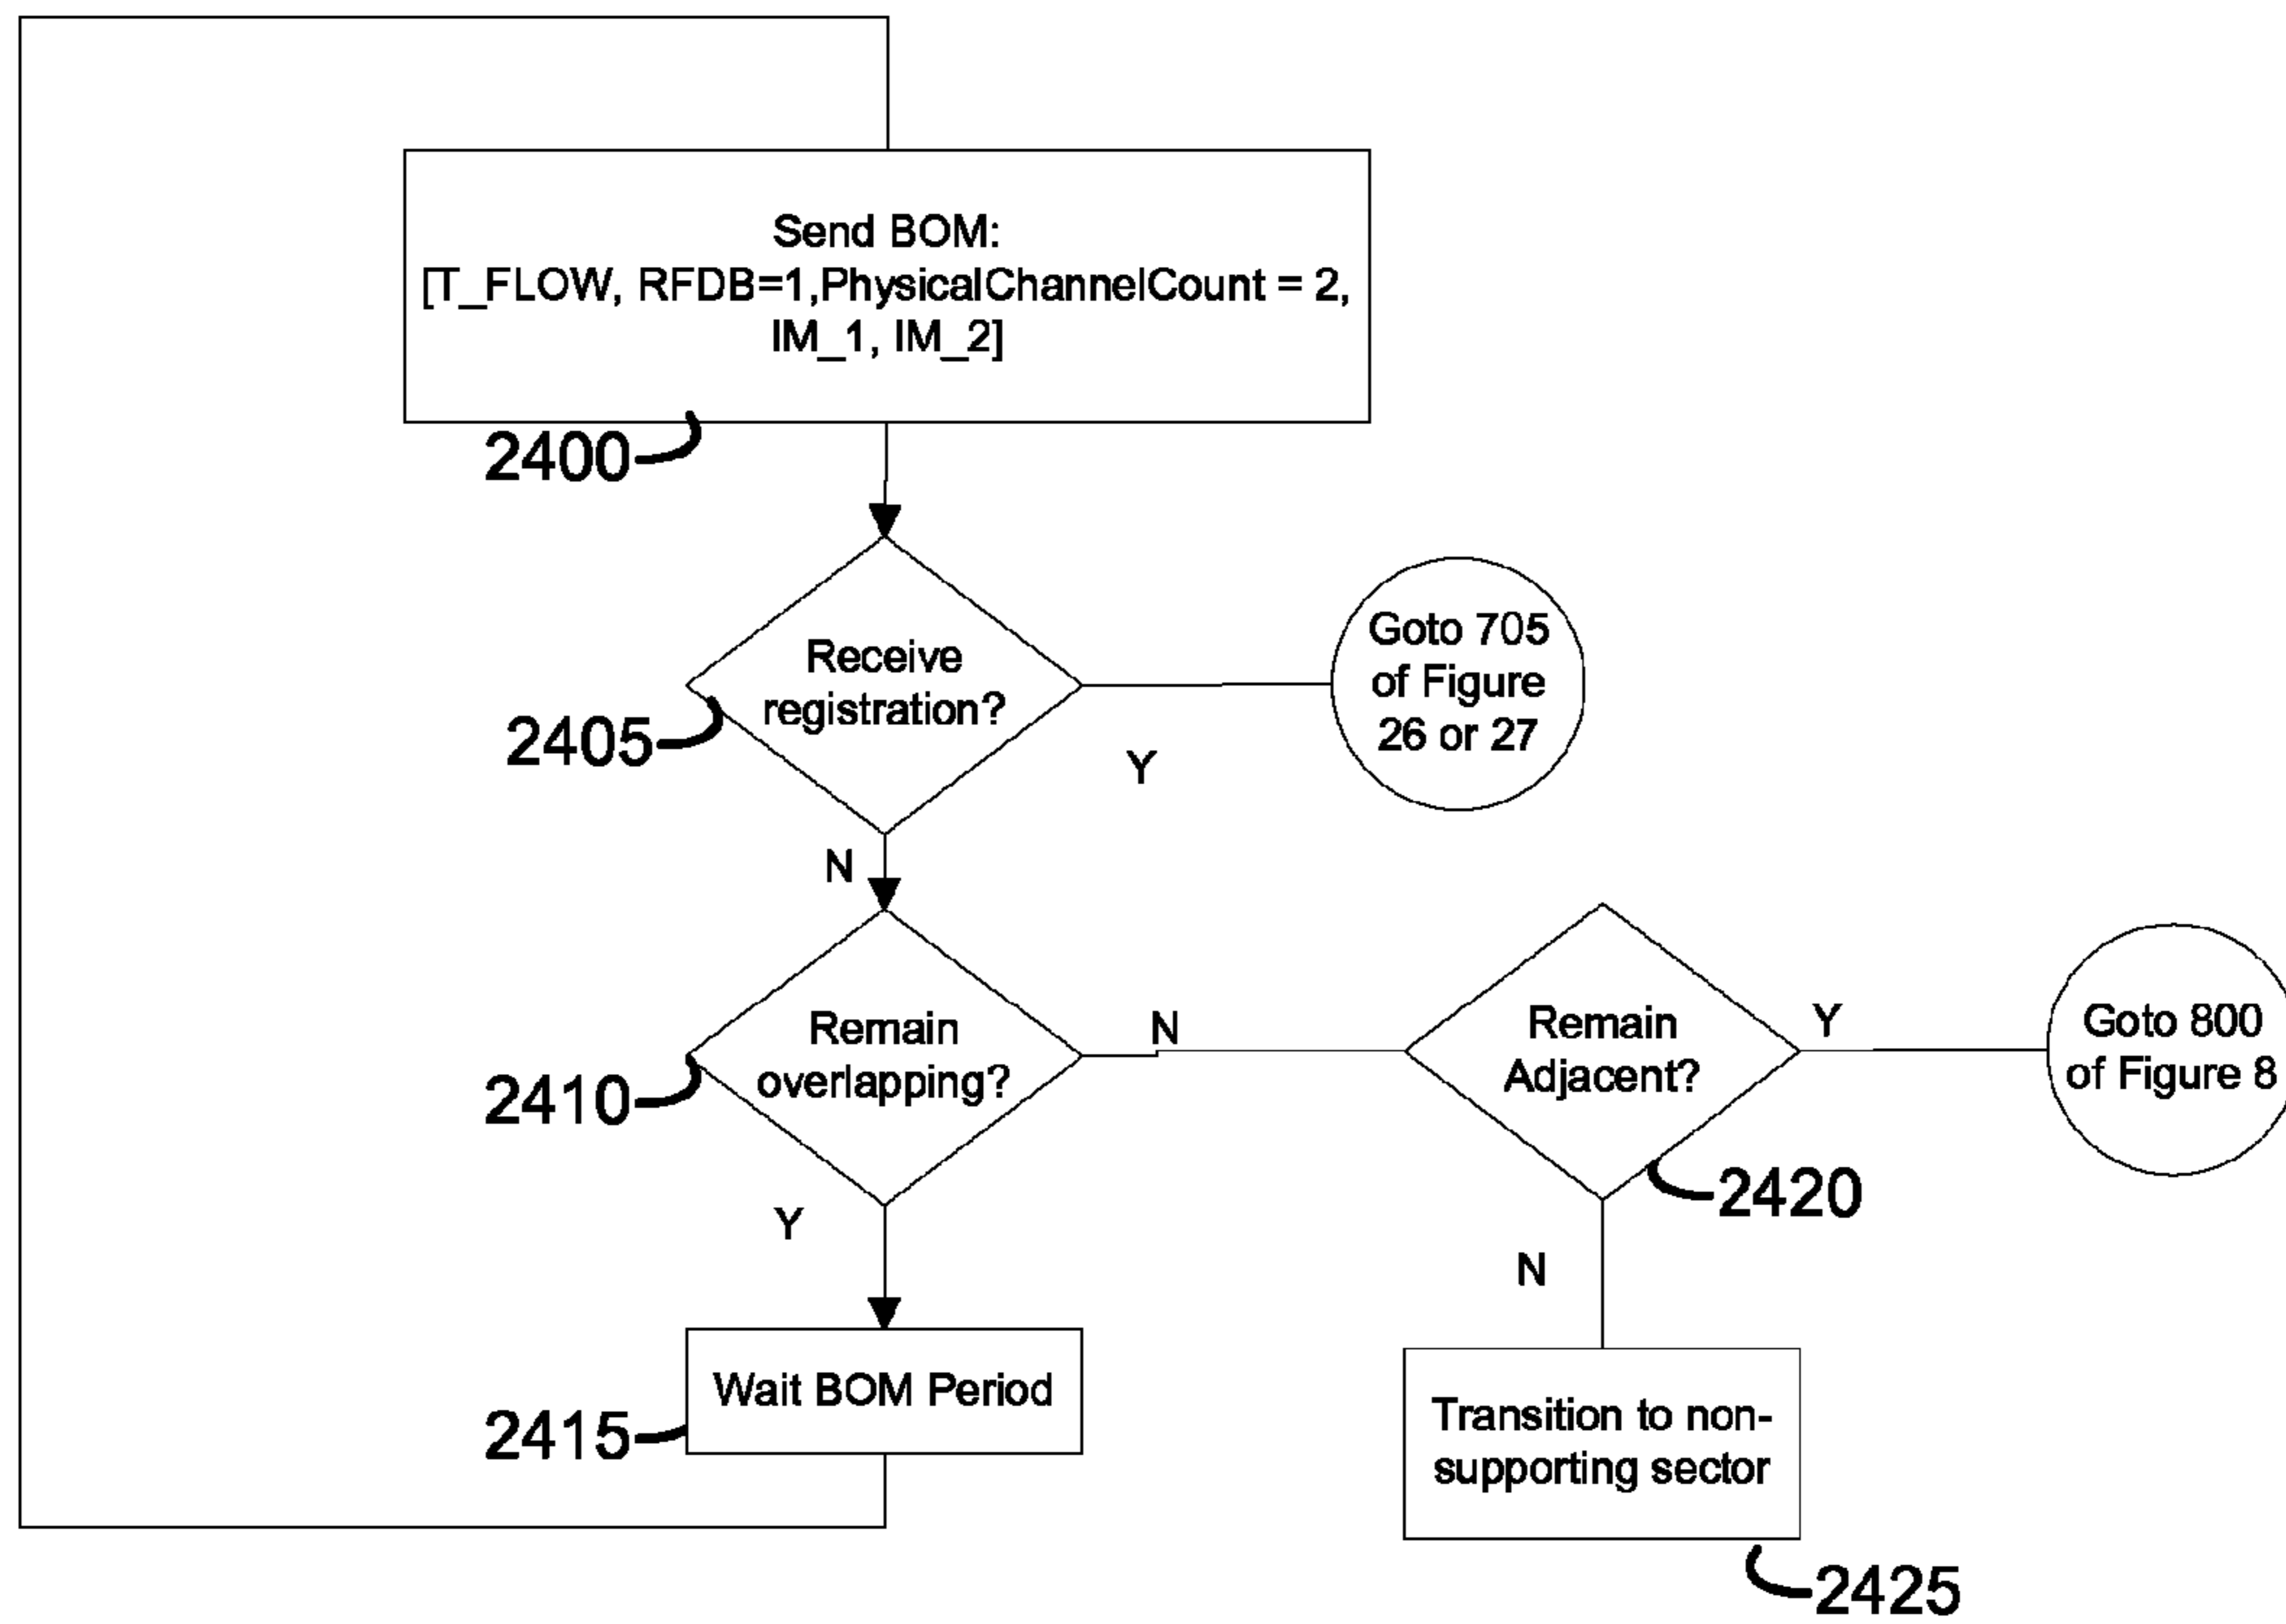 Send BOM:
[T_FLOW, RFDB=1,PhysicalChannelCount = 2,
IM_1, IM_2]
2400
Receive
registration?
2405
Y
Goto 705
of Figure
26 or 27
N
Remain
overlapping?
2410
N
Remain
Adjacent?
2420
Y
Goto 800
of Figure 8
Y
N
Wait BOM Period
2415
Transition to non-
supporting sector
2425